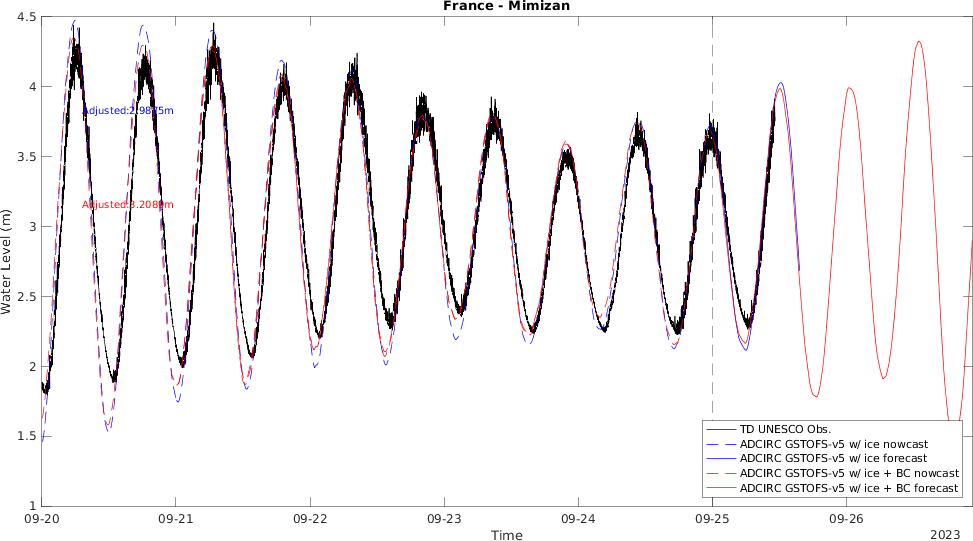 France - Mimizan
4.5
4
3.5
3
2.5
2
1.5
1
Water Level (m)
Adjusted:2.9875m
Adjusted:3.2089m
TD UNESCO Obs.
ADCIRC GSTOFS-v5 w/ ice nowcast
ADCIRC GSTOFS-v5 w/ ice forecast
ADCIRC GSTOFS-v5 w/ ice + BC nowcast
ADCIRC GSTOFS-v5 w/ ice + BC forecast
09-20 09-21 09-22 09-23 09-24 09-25 09-26
Time
2023